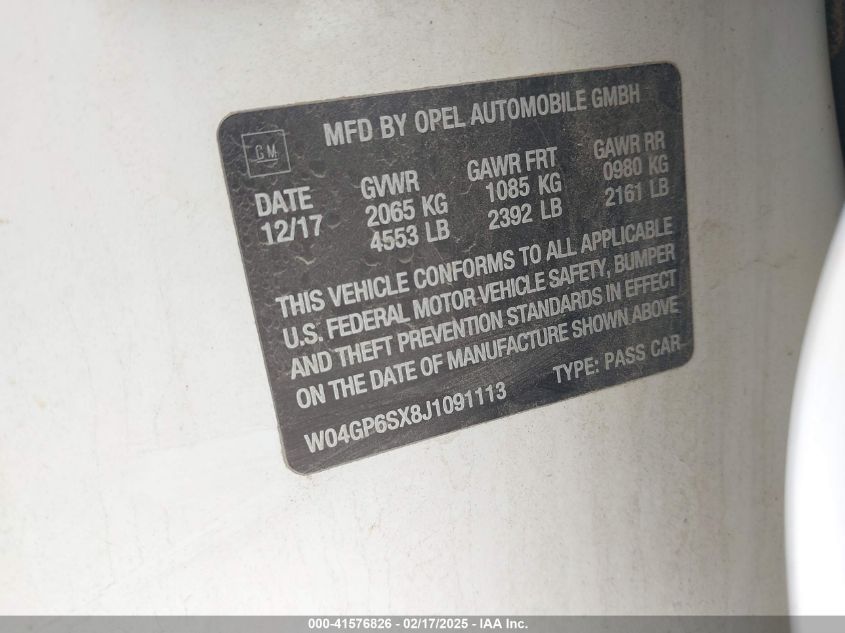 MFD BY OPEL AUTOMOBILE GMBH
GM
DATE GVWR GAWR FRT GAWR RR
12/17 2065 KG 1085 KG 0980 KG
4553 LB 2392 LB 2161 LB
THIS VEHICLE CONFORMS TO ALL APPLICABLE
U.S. FEDERAL MOTOR VEHICLE SAFETY, BUMPER
AND THEFT PREVENTION STANDARDS IN EFFECT
ON THE DATE OF MANUFACTURE SHOWN ABOVE
W04GP6SX8J1091113 TYPE: PASS CAR
000-41576826 - 02/17/2025 - IAA Inc.